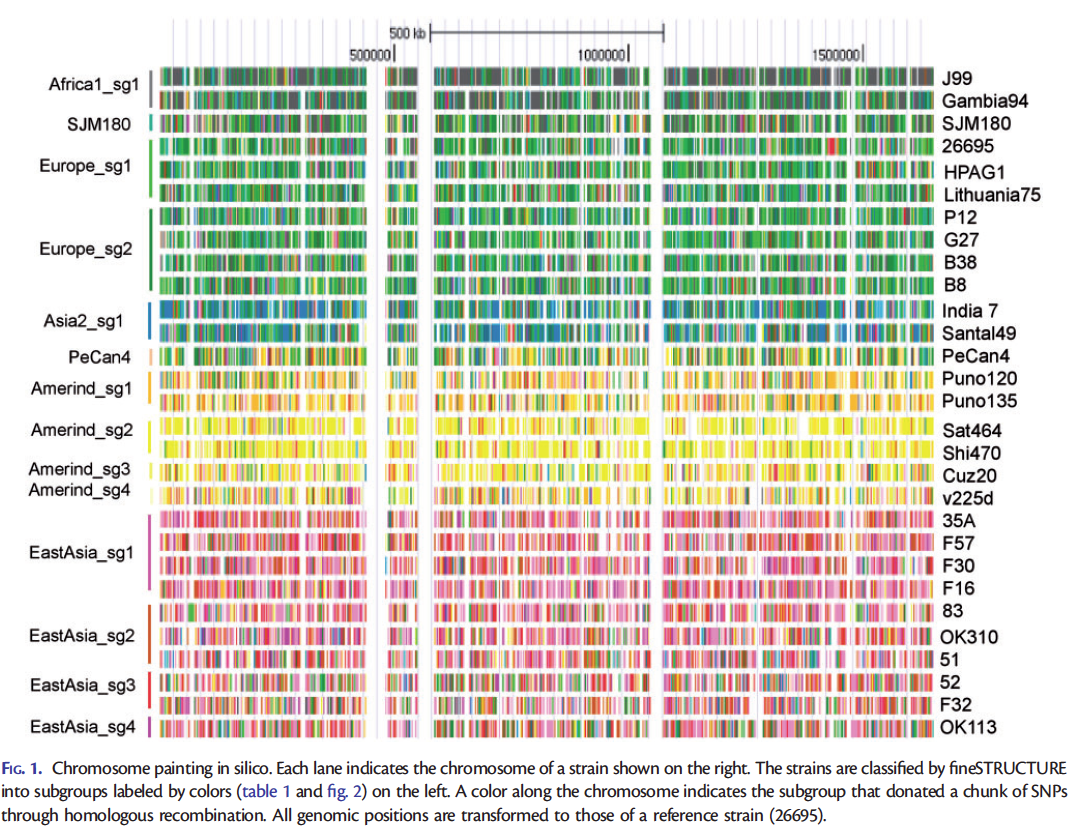 500 kb
500000
1000000
1500000
Africa1_sg1
J99
Gambia94
SJM180
SJM180
Europe_sg1
26695
HPAG1
Lithuania75
Europe_sg2
P12
G27
B38
B8
Asia2_sg1
India 7
Santal49
PeCan4
PeCan4
Amerind_sg1
Puno120
Puno135
Amerind_sg2
Sat464
Shi470
Amerind_sg3
Cuz20
Amerind_sg4
v225d
EastAsia_sg1
35A
F57
F30
F16
EastAsia_sg2
83
OK310
51
EastAsia_sg3
52
F32
EastAsia_sg4
OK113
FIG. 1. Chromosome painting in silico. Each lane indicates the chromosome of a strain shown on the right. The strains are classified by fineSTRUCTURE
into subgroups labeled by colors (table 1 and fig. 2) on the left. A color along the chromosome indicates the subgroup that donated a chunk of SNPs
through homologous recombination. All genomic positions are transformed to those of a reference strain (26695).